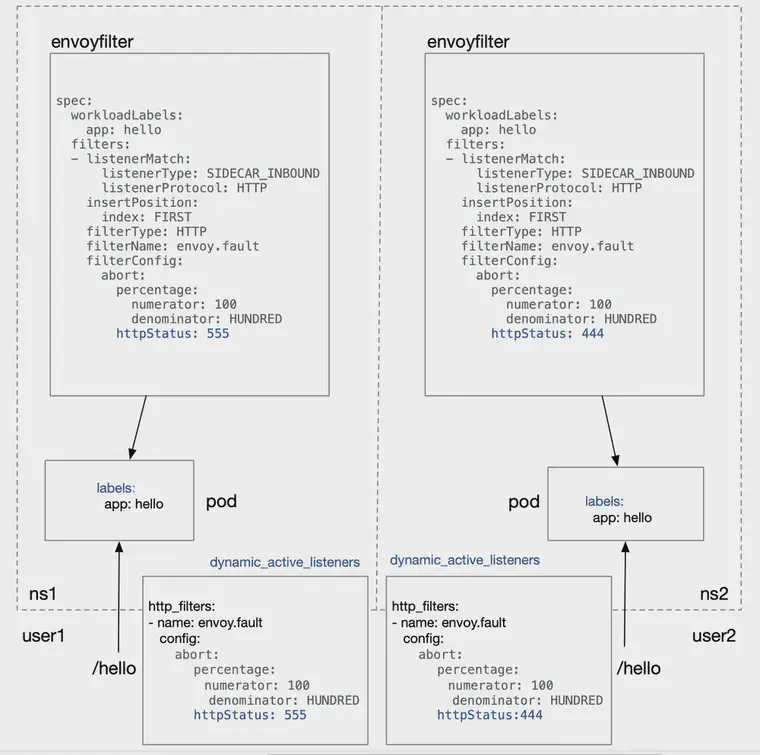 envoyfilter
spec:
  workloadLabels:
    app: hello
  filters:
  - listenerMatch:
      listenerType: SIDECAR_INBOUND
      listenerProtocol: HTTP
    insertPosition:
      index: FIRST
    filterType: HTTP
    filterName: envoy.fault
    filterConfig:
      abort:
        percentage:
          numerator: 100
          denominator: HUNDRED
        httpStatus: 555
envoyfilter
spec:
  workloadLabels:
    app: hello
  filters:
  - listenerMatch:
      listenerType: SIDECAR_INBOUND
      listenerProtocol: HTTP
    insertPosition:
      index: FIRST
    filterType: HTTP
    filterName: envoy.fault
    filterConfig:
      abort:
        percentage:
          numerator: 100
          denominator: HUNDRED
        httpStatus: 444
labels:
  app: hello
pod
pod
labels:
  app: hello
ns1
ns2
user1
/hello
dynamic_active_listeners
http_filters:
- name: envoy.fault
  config:
    abort:
      percentage:
        numerator: 100
        denominator: HUNDRED
      httpStatus: 555
dynamic_active_listeners
http_filters:
- name: envoy.fault
  config:
    abort:
      percentage:
        numerator: 100
        denominator: HUNDRED
      httpStatus:444
user2
/hello